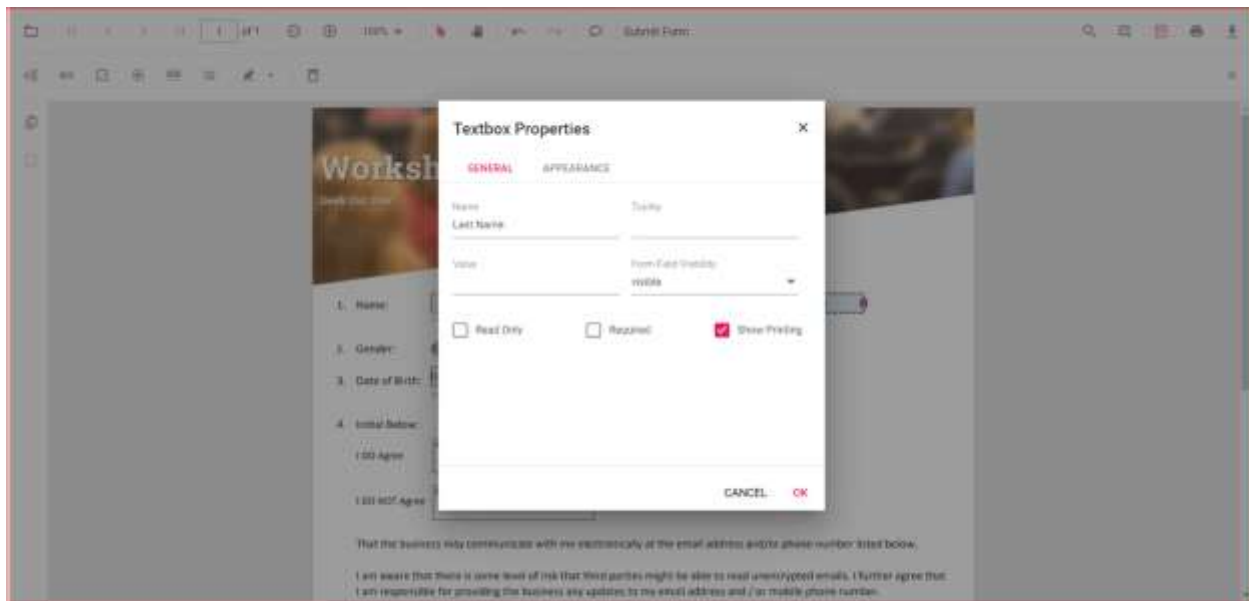 1 of 1 100% Submit Form
Textbox Properties
GENERAL APPEARANCE
Name Tooltip
Last Name
Value Form Field Visibility
visible
Read Only Required Show Printing
CANCEL OK
Worksh
1. Name:
2. Gender:
3. Date of Birth:
4. Initial Below:
I DO Agree
I DO NOT Agree
That the business may communicate with me electronically at the email address and/or phone number listed below.
I am aware that there is some level of risk that third parties might be able to read unencrypted emails. I further agree that
I am responsible for providing the business any updates to my email address and / or mobile phone number.